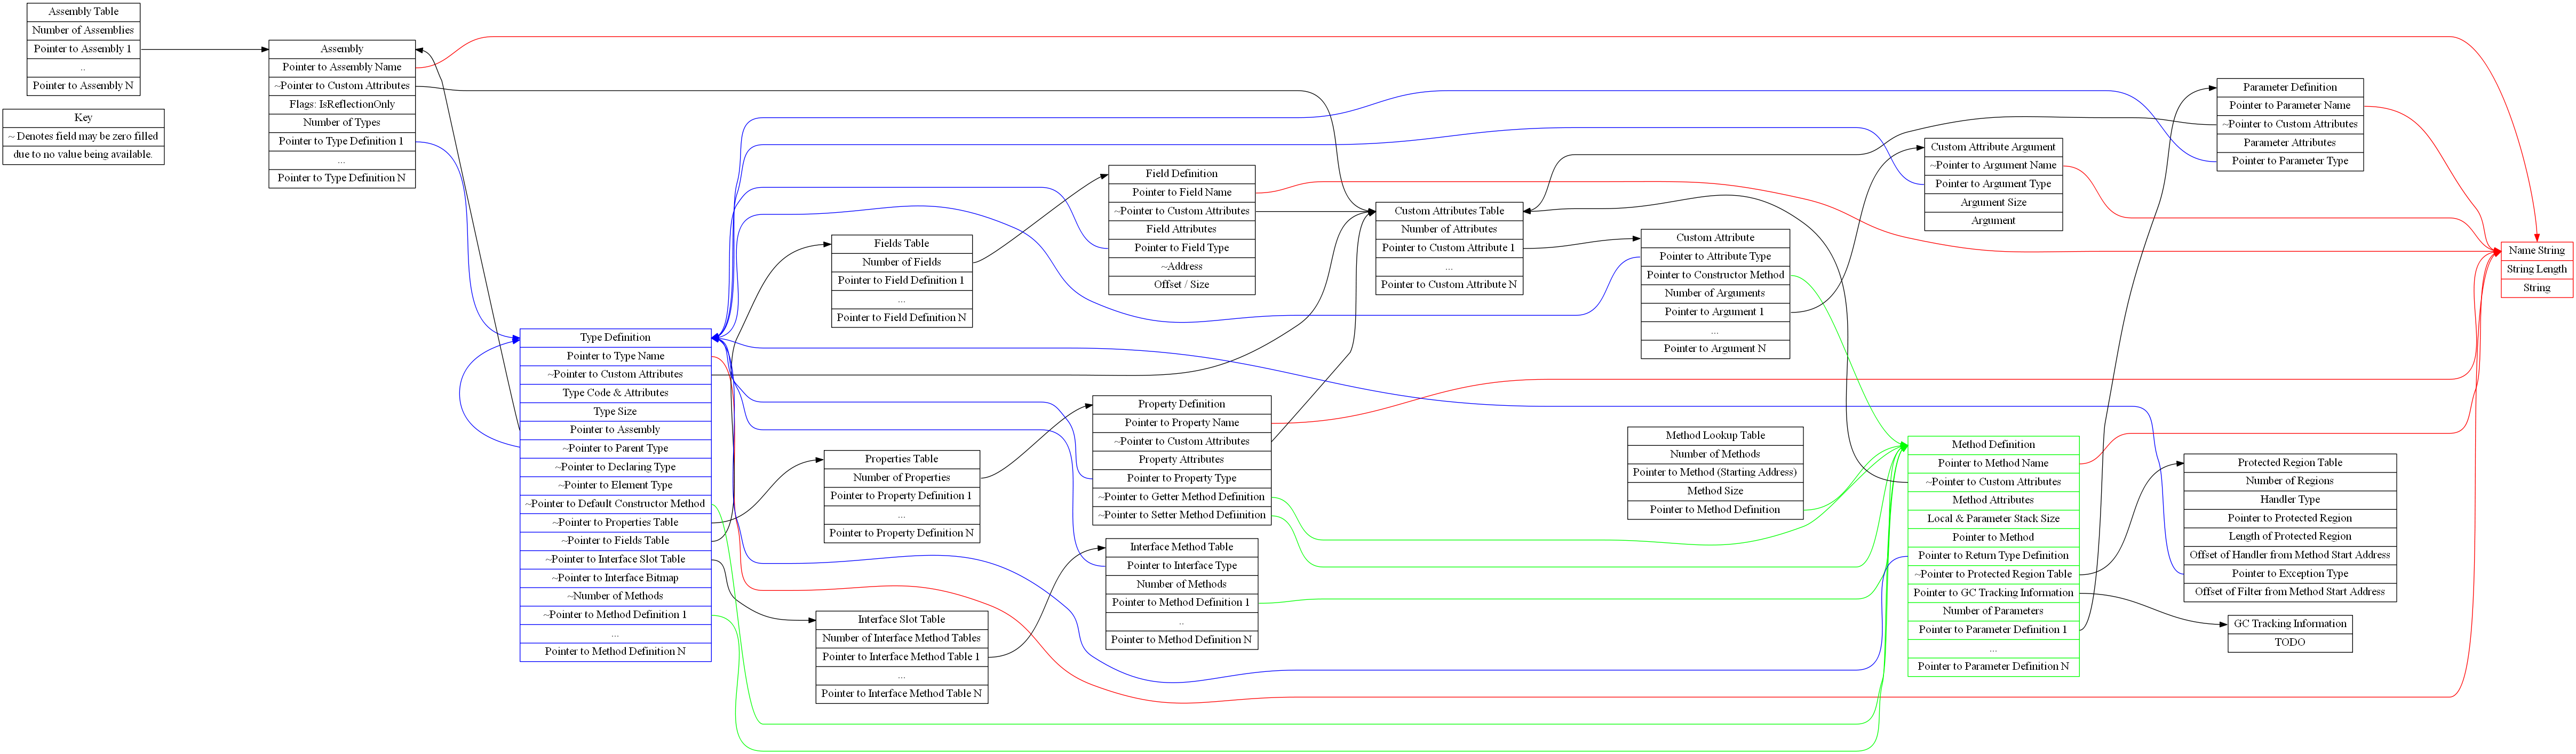 Assembly Table
Number of Assemblies
Pointer to Assembly 1
..
Pointer to Assembly N
Key
~ Denotes field may be zero filled
due to no value being available.
Assembly
Pointer to Assembly Name
~Pointer to Custom Attributes
Flags: IsReflectionOnly
Number of Types
Pointer to Type Definition 1
...
Pointer to Type Definition N
Type Definition
Pointer to Type Name
~Pointer to Custom Attributes
Type Code & Attributes
Type Size
Pointer to Assembly
~Pointer to Parent Type
~Pointer to Declaring Type
~Pointer to Element Type
~Pointer to Default Constructor Method
~Pointer to Properties Table
~Pointer to Fields Table
~Pointer to Interface Slot Table
~Pointer to Interface Bitmap
~Number of Methods
~Pointer to Method Definition 1
...
Pointer to Method Definition N
Fields Table
Number of Fields
Pointer to Field Definition 1
...
Pointer to Field Definition N
Properties Table
Number of Properties
Pointer to Property Definition 1
...
Pointer to Property Definition N
Interface Slot Table
Number of Interface Method Tables
Pointer to Interface Method Table 1
...
Pointer to Interface Method Table N
Field Definition
Pointer to Field Name
~Pointer to Custom Attributes
Field Attributes
Pointer to Field Type
~Address
Offset / Size
Property Definition
Pointer to Property Name
~Pointer to Custom Attributes
Property Attributes
Pointer to Property Type
~Pointer to Getter Method Definition
~Pointer to Setter Method Defiinition
Interface Method Table
Pointer to Interface Type
Number of Methods
Pointer to Method Definition 1
..
Pointer to Method Definition N
Custom Attributes Table
Number of Attributes
Pointer to Custom Attribute 1
...
Pointer to Custom Attribute N
Custom Attribute
Pointer to Attribute Type
Pointer to Constructor Method
Number of Arguments
Pointer to Argument 1
...
Pointer to Argument N
Method Lookup Table
Number of Methods
Pointer to Method (Starting Address)
Method Size
Pointer to Method Definition
Custom Attribute Argument
~Pointer to Argument Name
Pointer to Argument Type
Argument Size
Argument
Method Definition
Pointer to Method Name
~Pointer to Custom Attributes
Method Attributes
Local & Parameter Stack Size
Pointer to Method
Pointer to Return Type Definition
~Pointer to Protected Region Table
Pointer to GC Tracking Information
Number of Parameters
Pointer to Parameter Definition 1
...
Pointer to Parameter Definition N
Parameter Definition
Pointer to Parameter Name
~Pointer to Custom Attributes
Parameter Attributes
Pointer to Parameter Type
Protected Region Table
Number of Regions
Handler Type
Pointer to Protected Region
Length of Protected Region
Offset of Handler from Method Start Address
Pointer to Exception Type
Offset of Filter from Method Start Address
GC Tracking Information
TODO
Name String
String Length
String